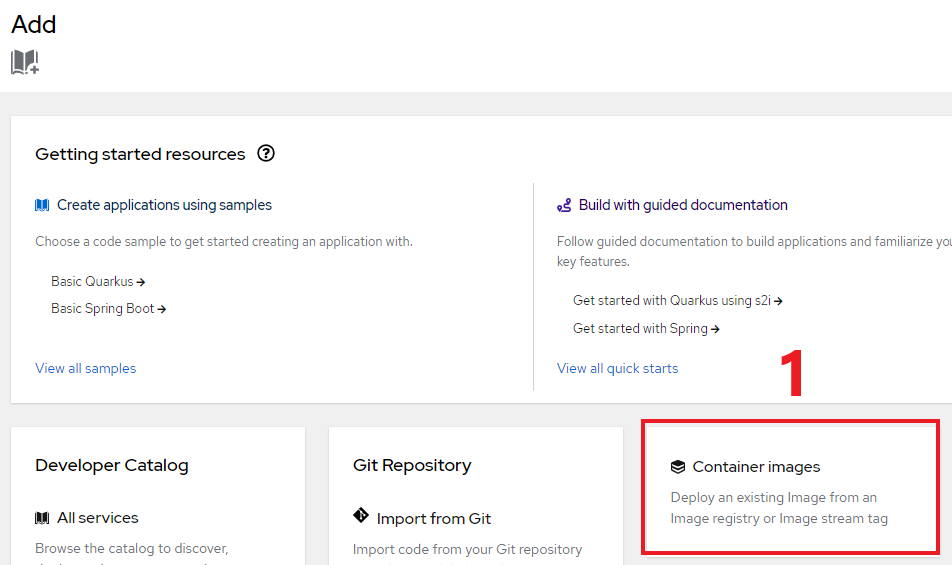 Add
Getting started resources
Create applications using samples
Choose a code sample to get started creating an application with.
Basic Quarkus
Basic Spring Boot
View all samples
Build with guided documentation
Follow guided documentation to build applications and familiarize
key features.
Get started with Quarkus using s2i
Get started with Spring
View all quick starts
1
Developer Catalog
All services
Browse the catalog to discover,
Git Repository
Import from Git
Import code from your Git repository
Container images
Deploy an existing Image from an
Image registry or Image stream tag